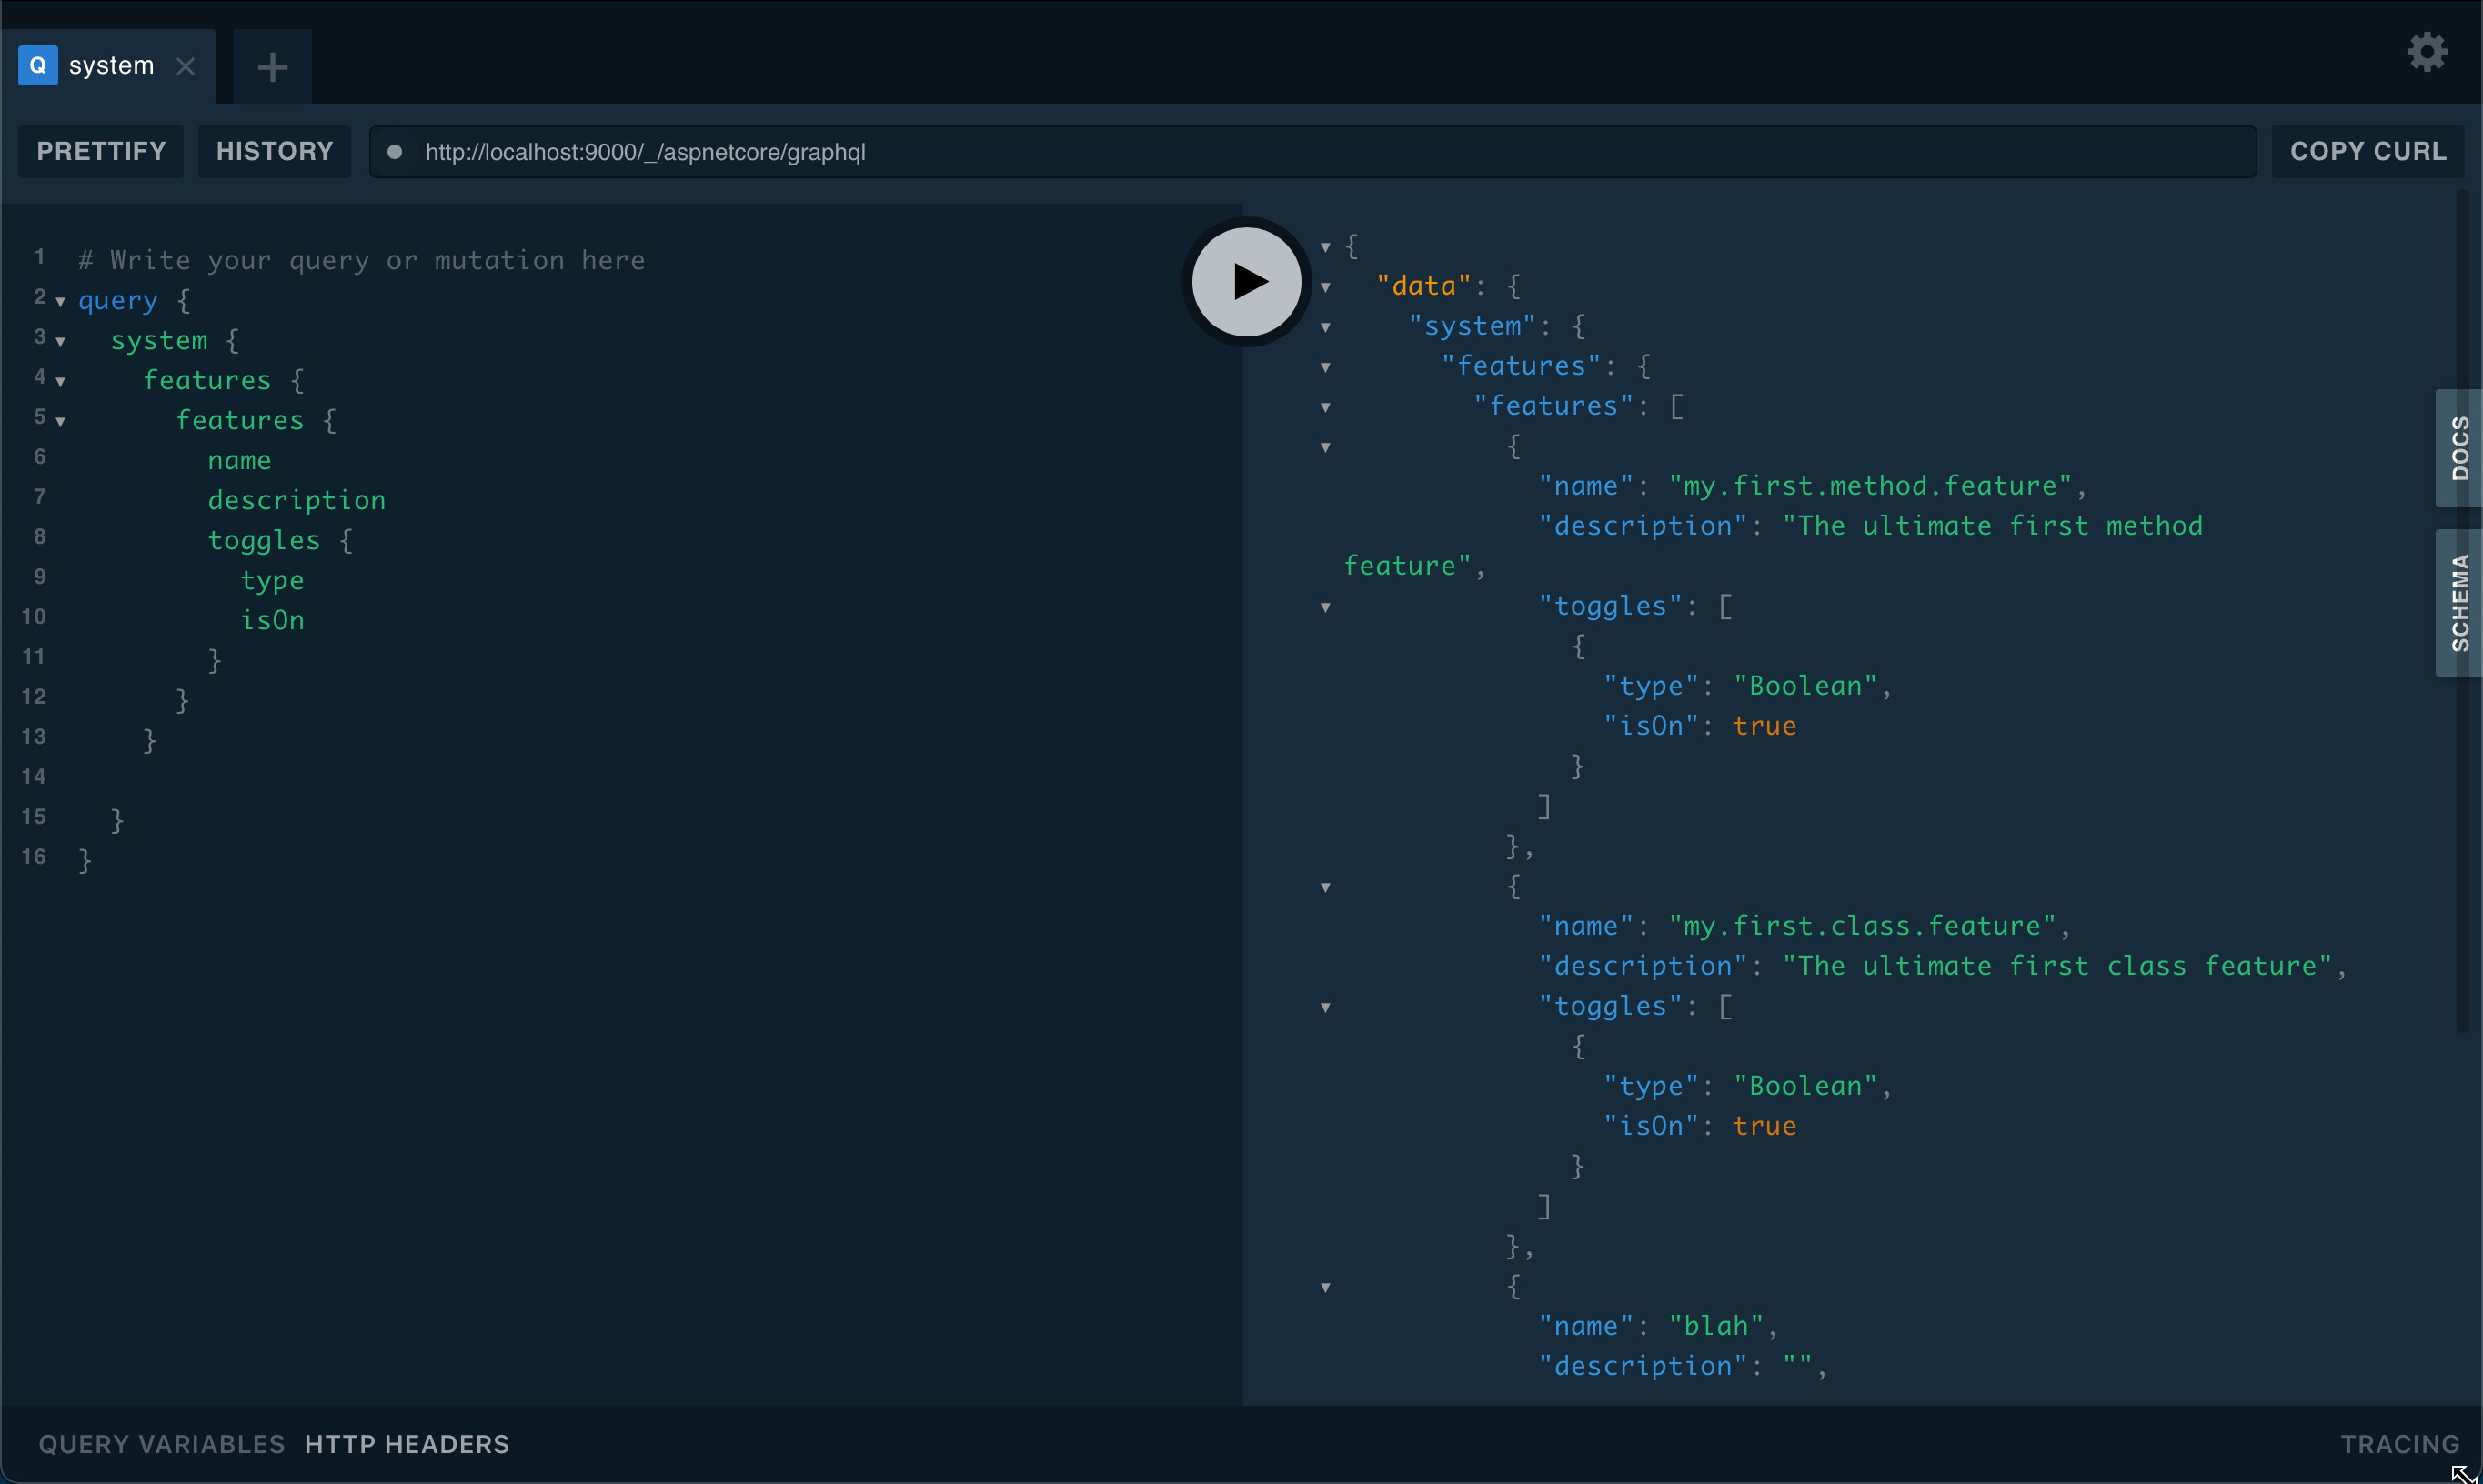 Q system
PRETTIFY HISTORY http://localhost:9000/_/aspnetcore/graphql COPY CURL
1 # Write your query or mutation here
2 query {
3   system {
4     features {
5       features {
6         name
7         description
8         toggles {
9           type
10           isOn
11         }
12       }
13     }
14
15   }
16 }
{
  "data": {
    "system": {
      "features": {
        "features": [
          {
            "name": "my.first.method.feature",
            "description": "The ultimate first method
feature",
            "toggles": [
              {
                "type": "Boolean",
                "isOn": true
              }
            ]
          },
          {
            "name": "my.first.class.feature",
            "description": "The ultimate first class feature",
            "toggles": [
              {
                "type": "Boolean",
                "isOn": true
              }
            ]
          },
          {
            "name": "blah",
            "description": "",
DOCS
SCHEMA
QUERY VARIABLES HTTP HEADERS TRACING